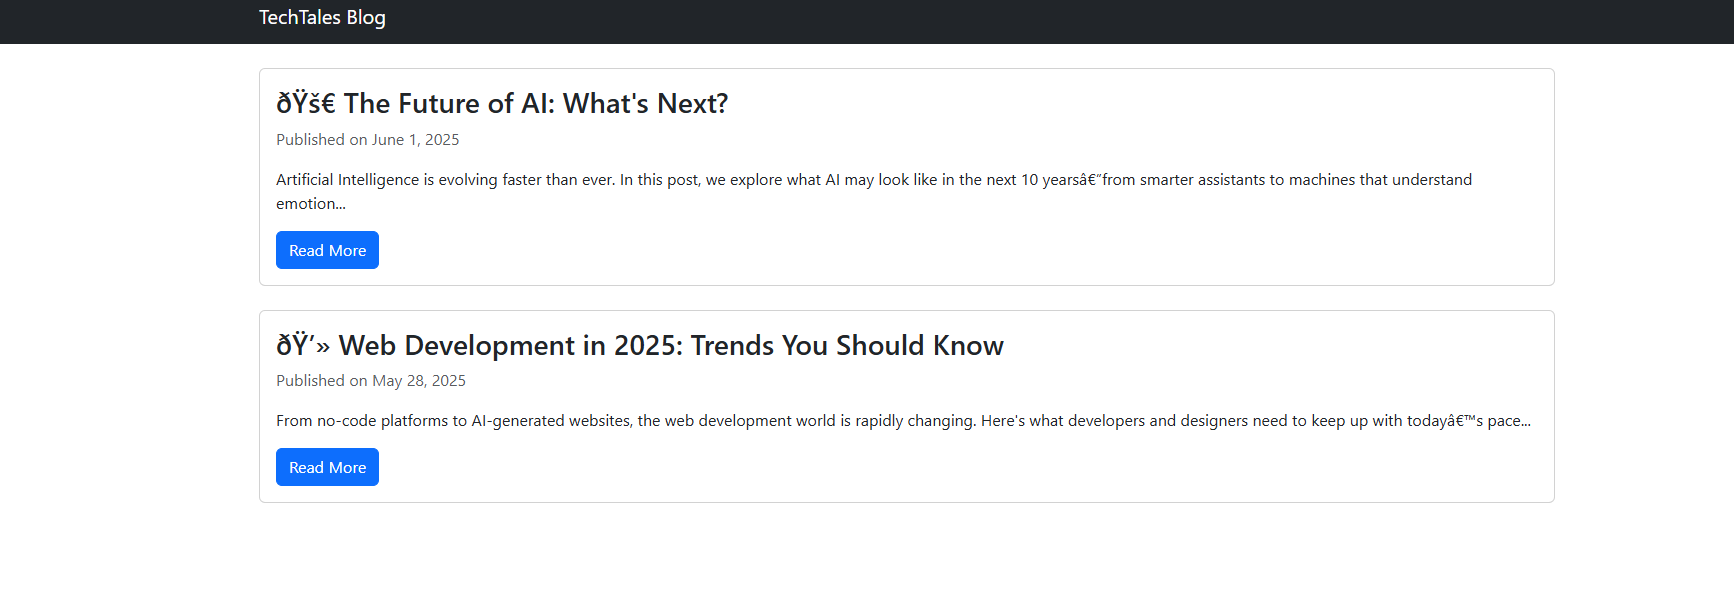 TechTales Blog
ðŸš€ The Future of AI: What's Next?
Published on June 1, 2025
Artificial Intelligence is evolving faster than ever. In this post, we explore what AI may look like in the next 10 yearsâ€“from smarter assistants to machines that understand
emotion...
Read More
ðŸ’» Web Development in 2025: Trends You Should Know
Published on May 28, 2025
From no-code platforms to AI-generated websites, the web development world is rapidly changing. Here's what developers and designers need to keep up with todayâ€™s pace...
Read More